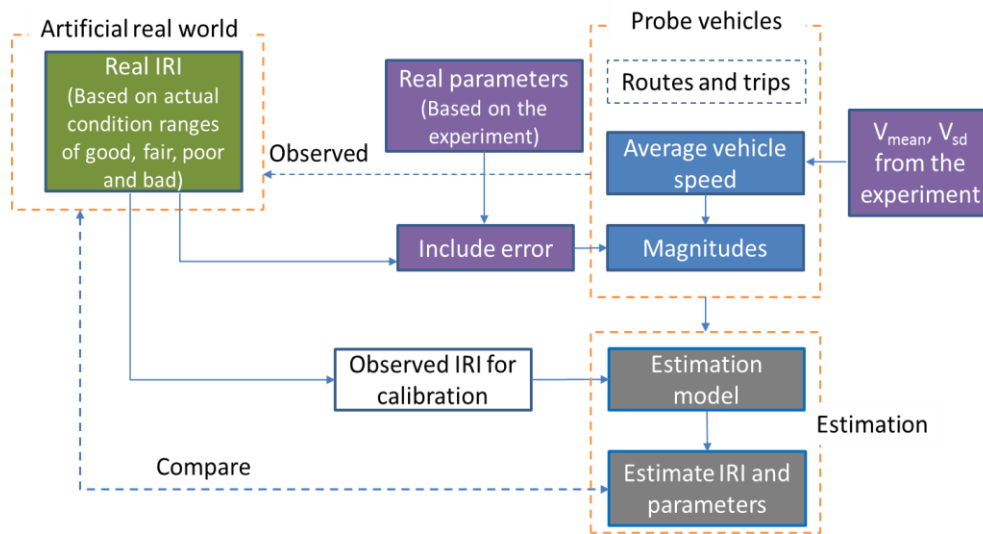 Artificial real world
Real IRI
(Based on actual
condition ranges
of good, fair, poor
and bad)
Observed
Real parameters
(Based on the
experiment)
Include error
Probe vehicles
Routes and trips
Average vehicle
speed
Magnitudes
Vmean, Vsd
from the
experiment
Observed IRI for
calibration
Estimation
model
Estimation
Estimate IRI and
parameters
Compare